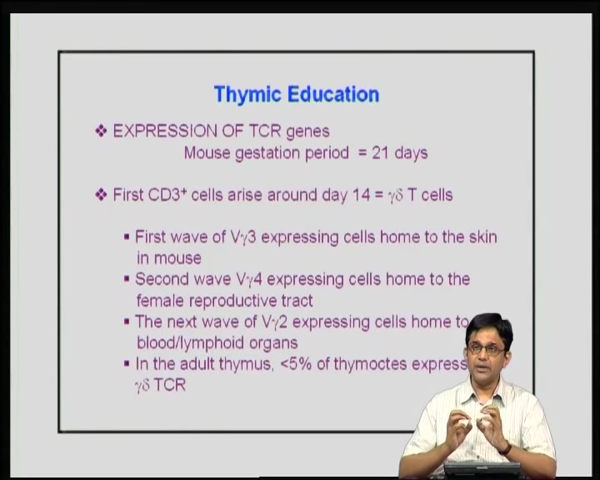 Thymic Education
❖ EXPRESSION OF TCR genes
Mouse gestation period = 21 days
❖ First CD3⁺ cells arise around day 14 = γδ T cells
▪ First wave of Vγ3 expressing cells home to the skin
in mouse
▪ Second wave Vγ4 expressing cells home to the
female reproductive tract
▪ The next wave of Vγ2 expressing cells home to
blood/lymphoid organs
▪ In the adult thymus, <5% of thymoctes express
γδ TCR